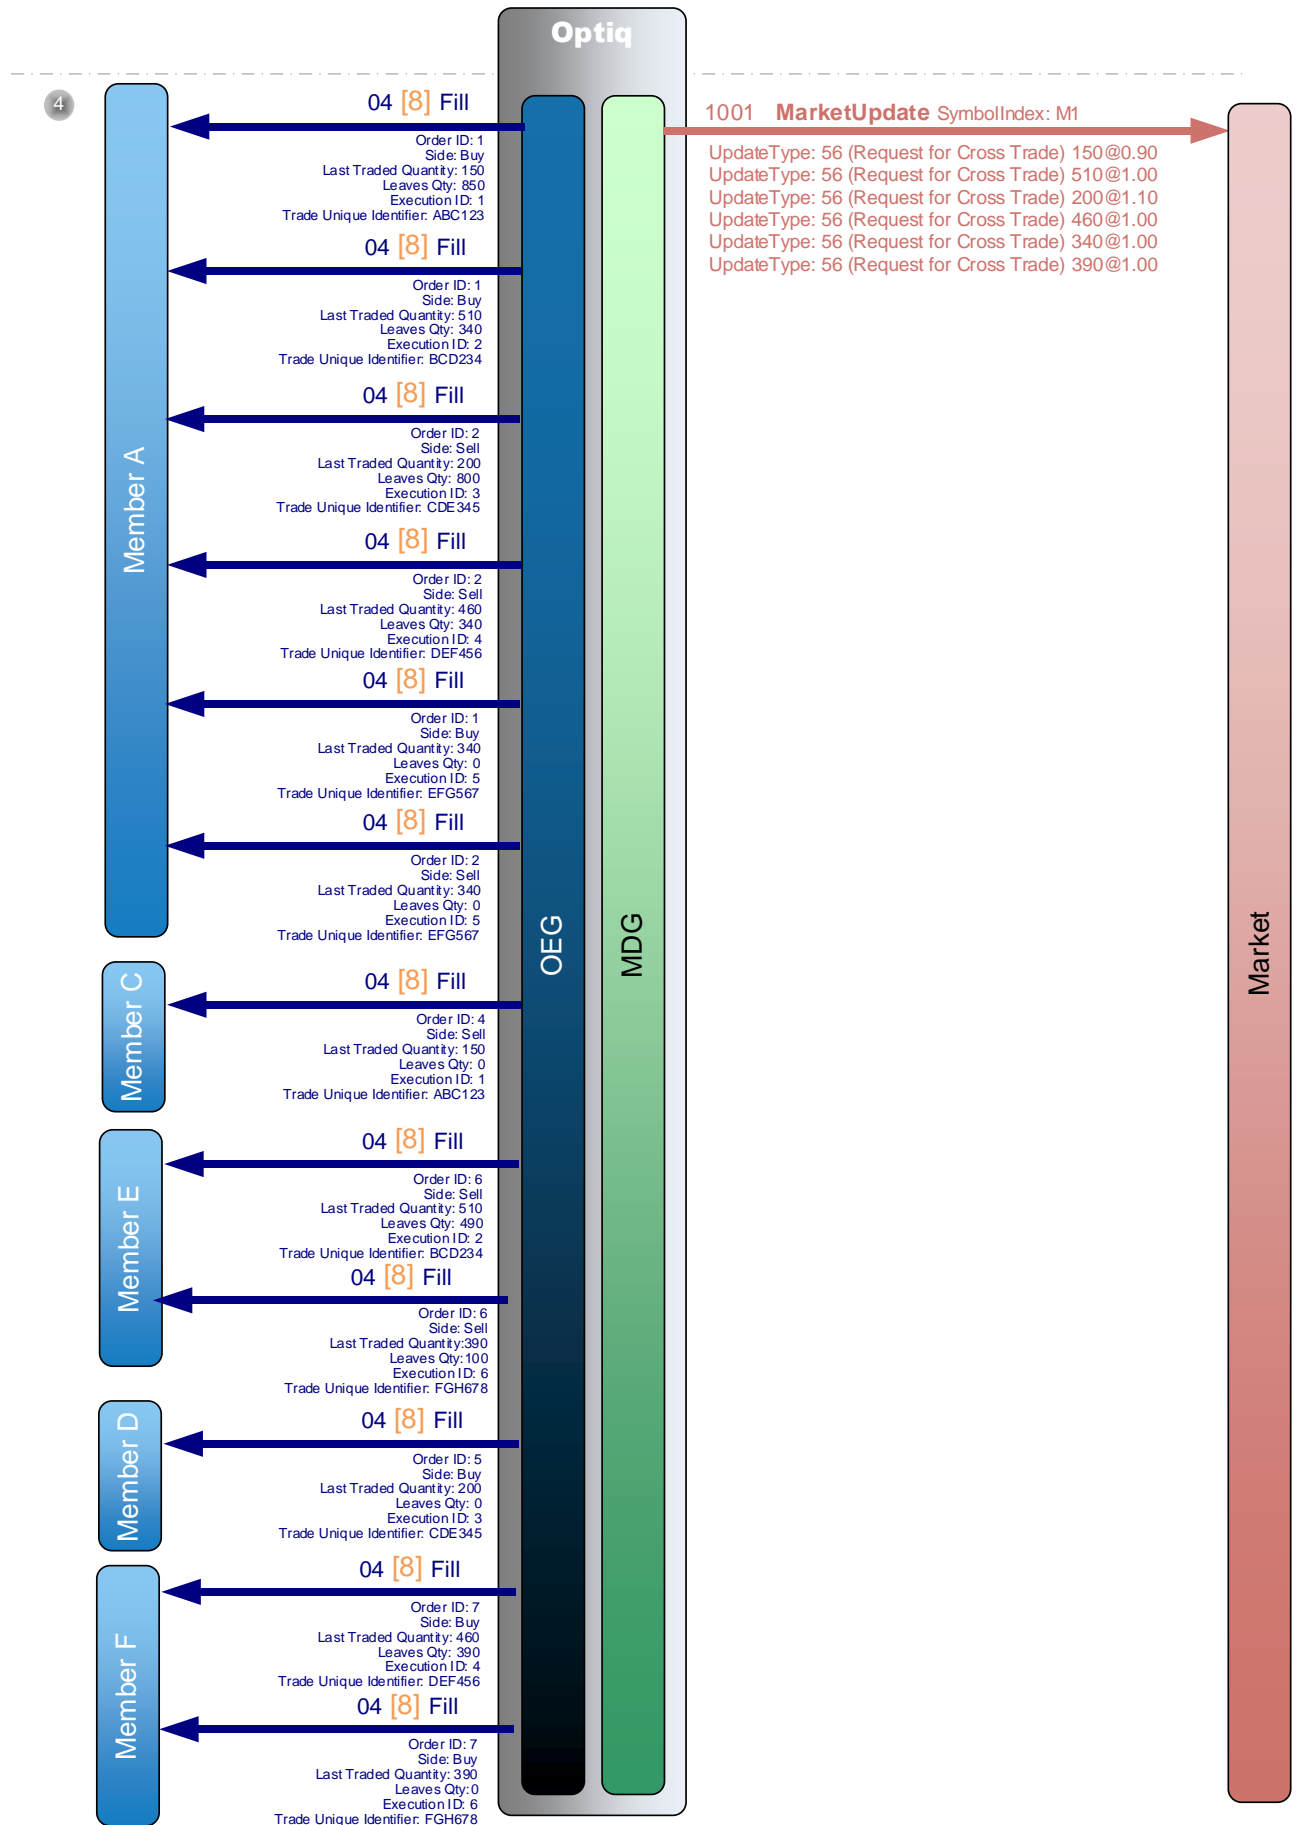 Optiq
4
04 [8] Fill
Order ID: 1
Side: Buy
Last Traded Quantity: 150
Leaves Qty: 850
Execution ID: 1
Trade Unique Identifier: ABC123
04 [8] Fill
Order ID: 1
Side: Buy
Last Traded Quantity: 510
Leaves Qty: 340
Execution ID: 2
Trade Unique Identifier: BCD234
04 [8] Fill
Order ID: 2
Side: Sell
Last Traded Quantity: 200
Leaves Qty: 800
Execution ID: 3
Trade Unique Identifier: CDE345
04 [8] Fill
Order ID: 2
Side: Sell
Last Traded Quantity: 460
Leaves Qty: 340
Execution ID: 4
Trade Unique Identifier: DEF456
04 [8] Fill
Order ID: 1
Side: Buy
Last Traded Quantity: 340
Leaves Qty: 0
Execution ID: 5
Trade Unique Identifier: EFG567
04 [8] Fill
Order ID: 2
Side: Sell
Last Traded Quantity: 340
Leaves Qty: 0
Execution ID: 5
Trade Unique Identifier: EFG567
Member A
04 [8] Fill
Order ID: 4
Side: Sell
Last Traded Quantity: 150
Leaves Qty: 0
Execution ID: 1
Trade Unique Identifier: ABC123
Member C
04 [8] Fill
Order ID: 6
Side: Sell
Last Traded Quantity: 510
Leaves Qty: 490
Execution ID: 2
Trade Unique Identifier: BCD234
04 [8] Fill
Order ID: 6
Side: Sell
Last Traded Quantity:390
Leaves Qty:100
Execution ID: 6
Trade Unique Identifier: FGH678
Member E
04 [8] Fill
Order ID: 5
Side: Buy
Last Traded Quantity: 200
Leaves Qty: 0
Execution ID: 3
Trade Unique Identifier: CDE345
Member D
04 [8] Fill
Order ID: 7
Side: Buy
Last Traded Quantity: 460
Leaves Qty: 390
Execution ID: 4
Trade Unique Identifier: DEF456
04 [8] Fill
Order ID: 7
Side: Buy
Last Traded Quantity: 390
Leaves Qty:0
Execution ID: 6
Trade Unique Identifier: FGH678
Member F
OEG
MDG
1001 MarketUpdate SymbolIndex: M1
UpdateType: 56 (Request for Cross Trade) 150@0.90
UpdateType: 56 (Request for Cross Trade) 510@1.00
UpdateType: 56 (Request for Cross Trade) 200@1.10
UpdateType: 56 (Request for Cross Trade) 460@1.00
UpdateType: 56 (Request for Cross Trade) 340@1.00
UpdateType: 56 (Request for Cross Trade) 390@1.00
Market